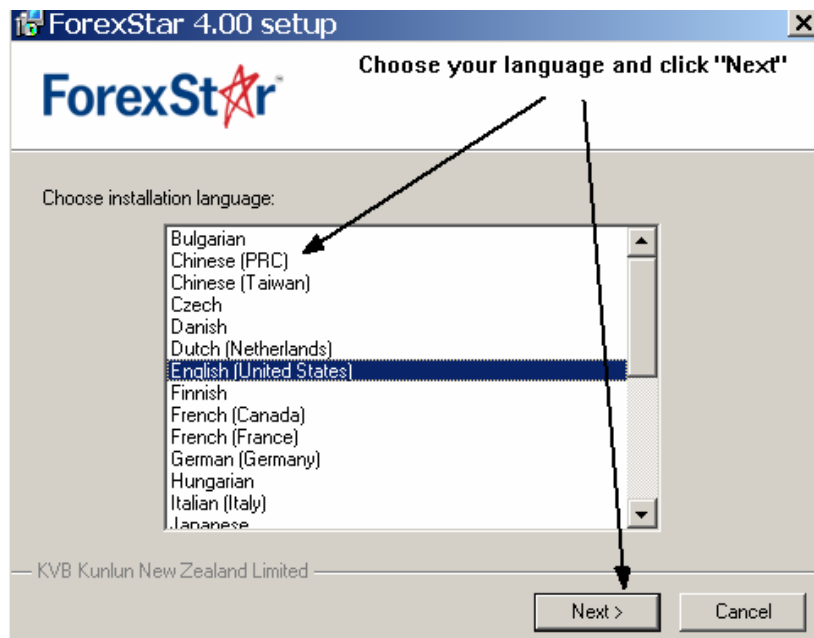 ForexStar 4.00 setup
Choose your language and click "Next"
ForexStar
Choose installation language:
Bulgarian
Chinese (PRC)
Chinese (Taiwan)
Czech
Danish
Dutch (Netherlands)
English (United States)
Finnish
French (Canada)
French (France)
German (Germany)
Hungarian
Italian (Italy)
Japanese
KVB Kunlun New Zealand Limited
Next >
Cancel